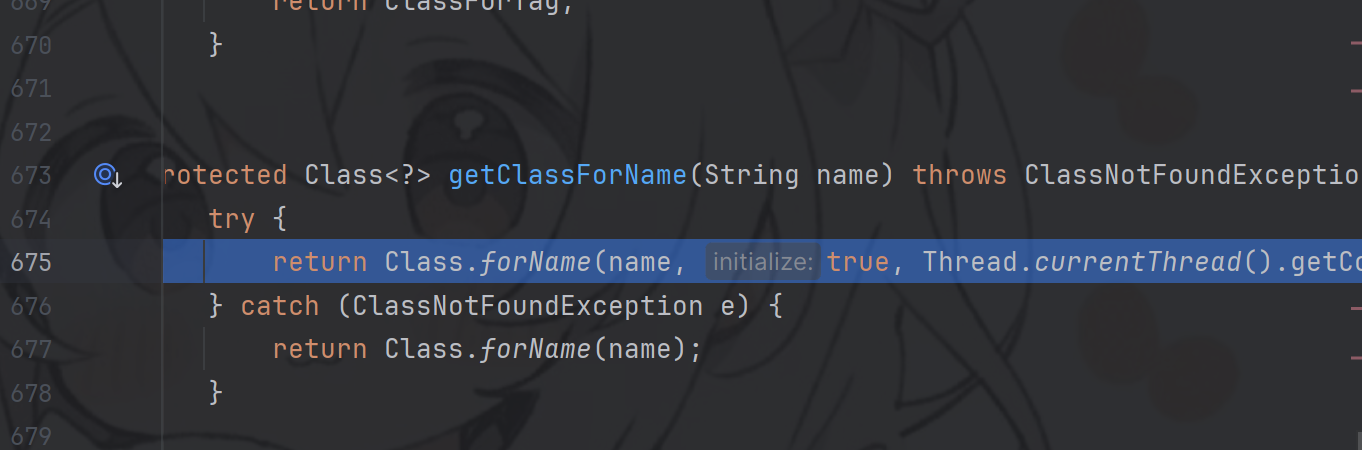 669 return classForTag;
670 }
671
672
673 rotected Class<?> getClassForName(String name) throws ClassNotFoundExceptio
674 try {
675 return Class.forName(name, initialize: true, Thread.currentThread().getCo
676 } catch (ClassNotFoundException e) {
677 return Class.forName(name);
678 }
679